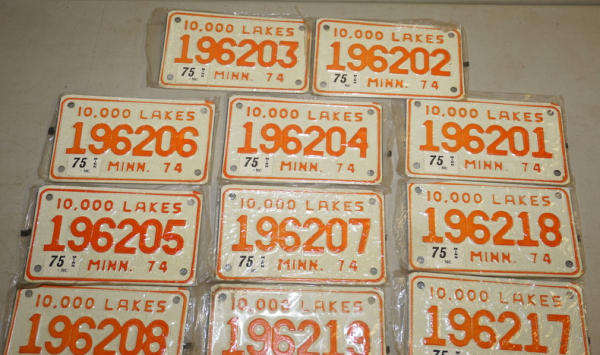 10,000 LAKES
196203
75
MINN. 74
10,000 LAKES
196202
75
MINN. 74
10,000 LAKES
196206
75
MINN. 74
10,000 LAKES
196204
75
MINN. 74
10,000 LAKES
196201
75
MINN. 74
10,000 LAKES
196205
75
MINN. 74
10,000 LAKES
196207
75
MINN. 74
10,000 LAKES
196218
75
MINN. 74
10,000 LAKES
196208
10,000 LAKES
10,000 LAKES
196217
75